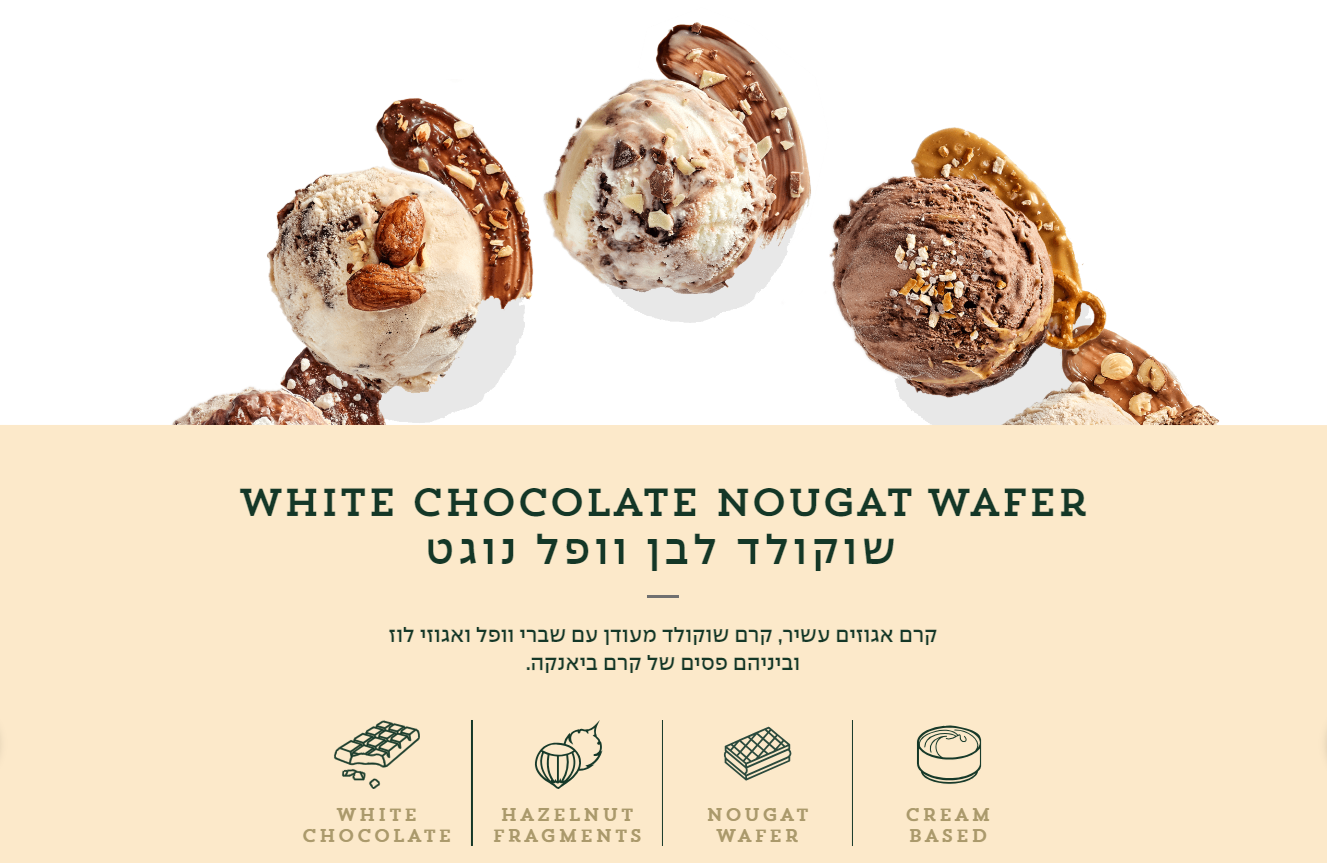 WHITE CHOCOLATE NOUGAT WAFER
שוקולד לבן וופל נוגט
קרם אגוזים עשיר, קרם שוקולד מעודן עם שברי וופל ואגוזי לוז
וביניהם פסים של קרם ביאנקה.
WHITE
CHOCOLATE
HAZELNUT
FRAGMENTS
NOUGAT
WAFER
CREAM
BASED